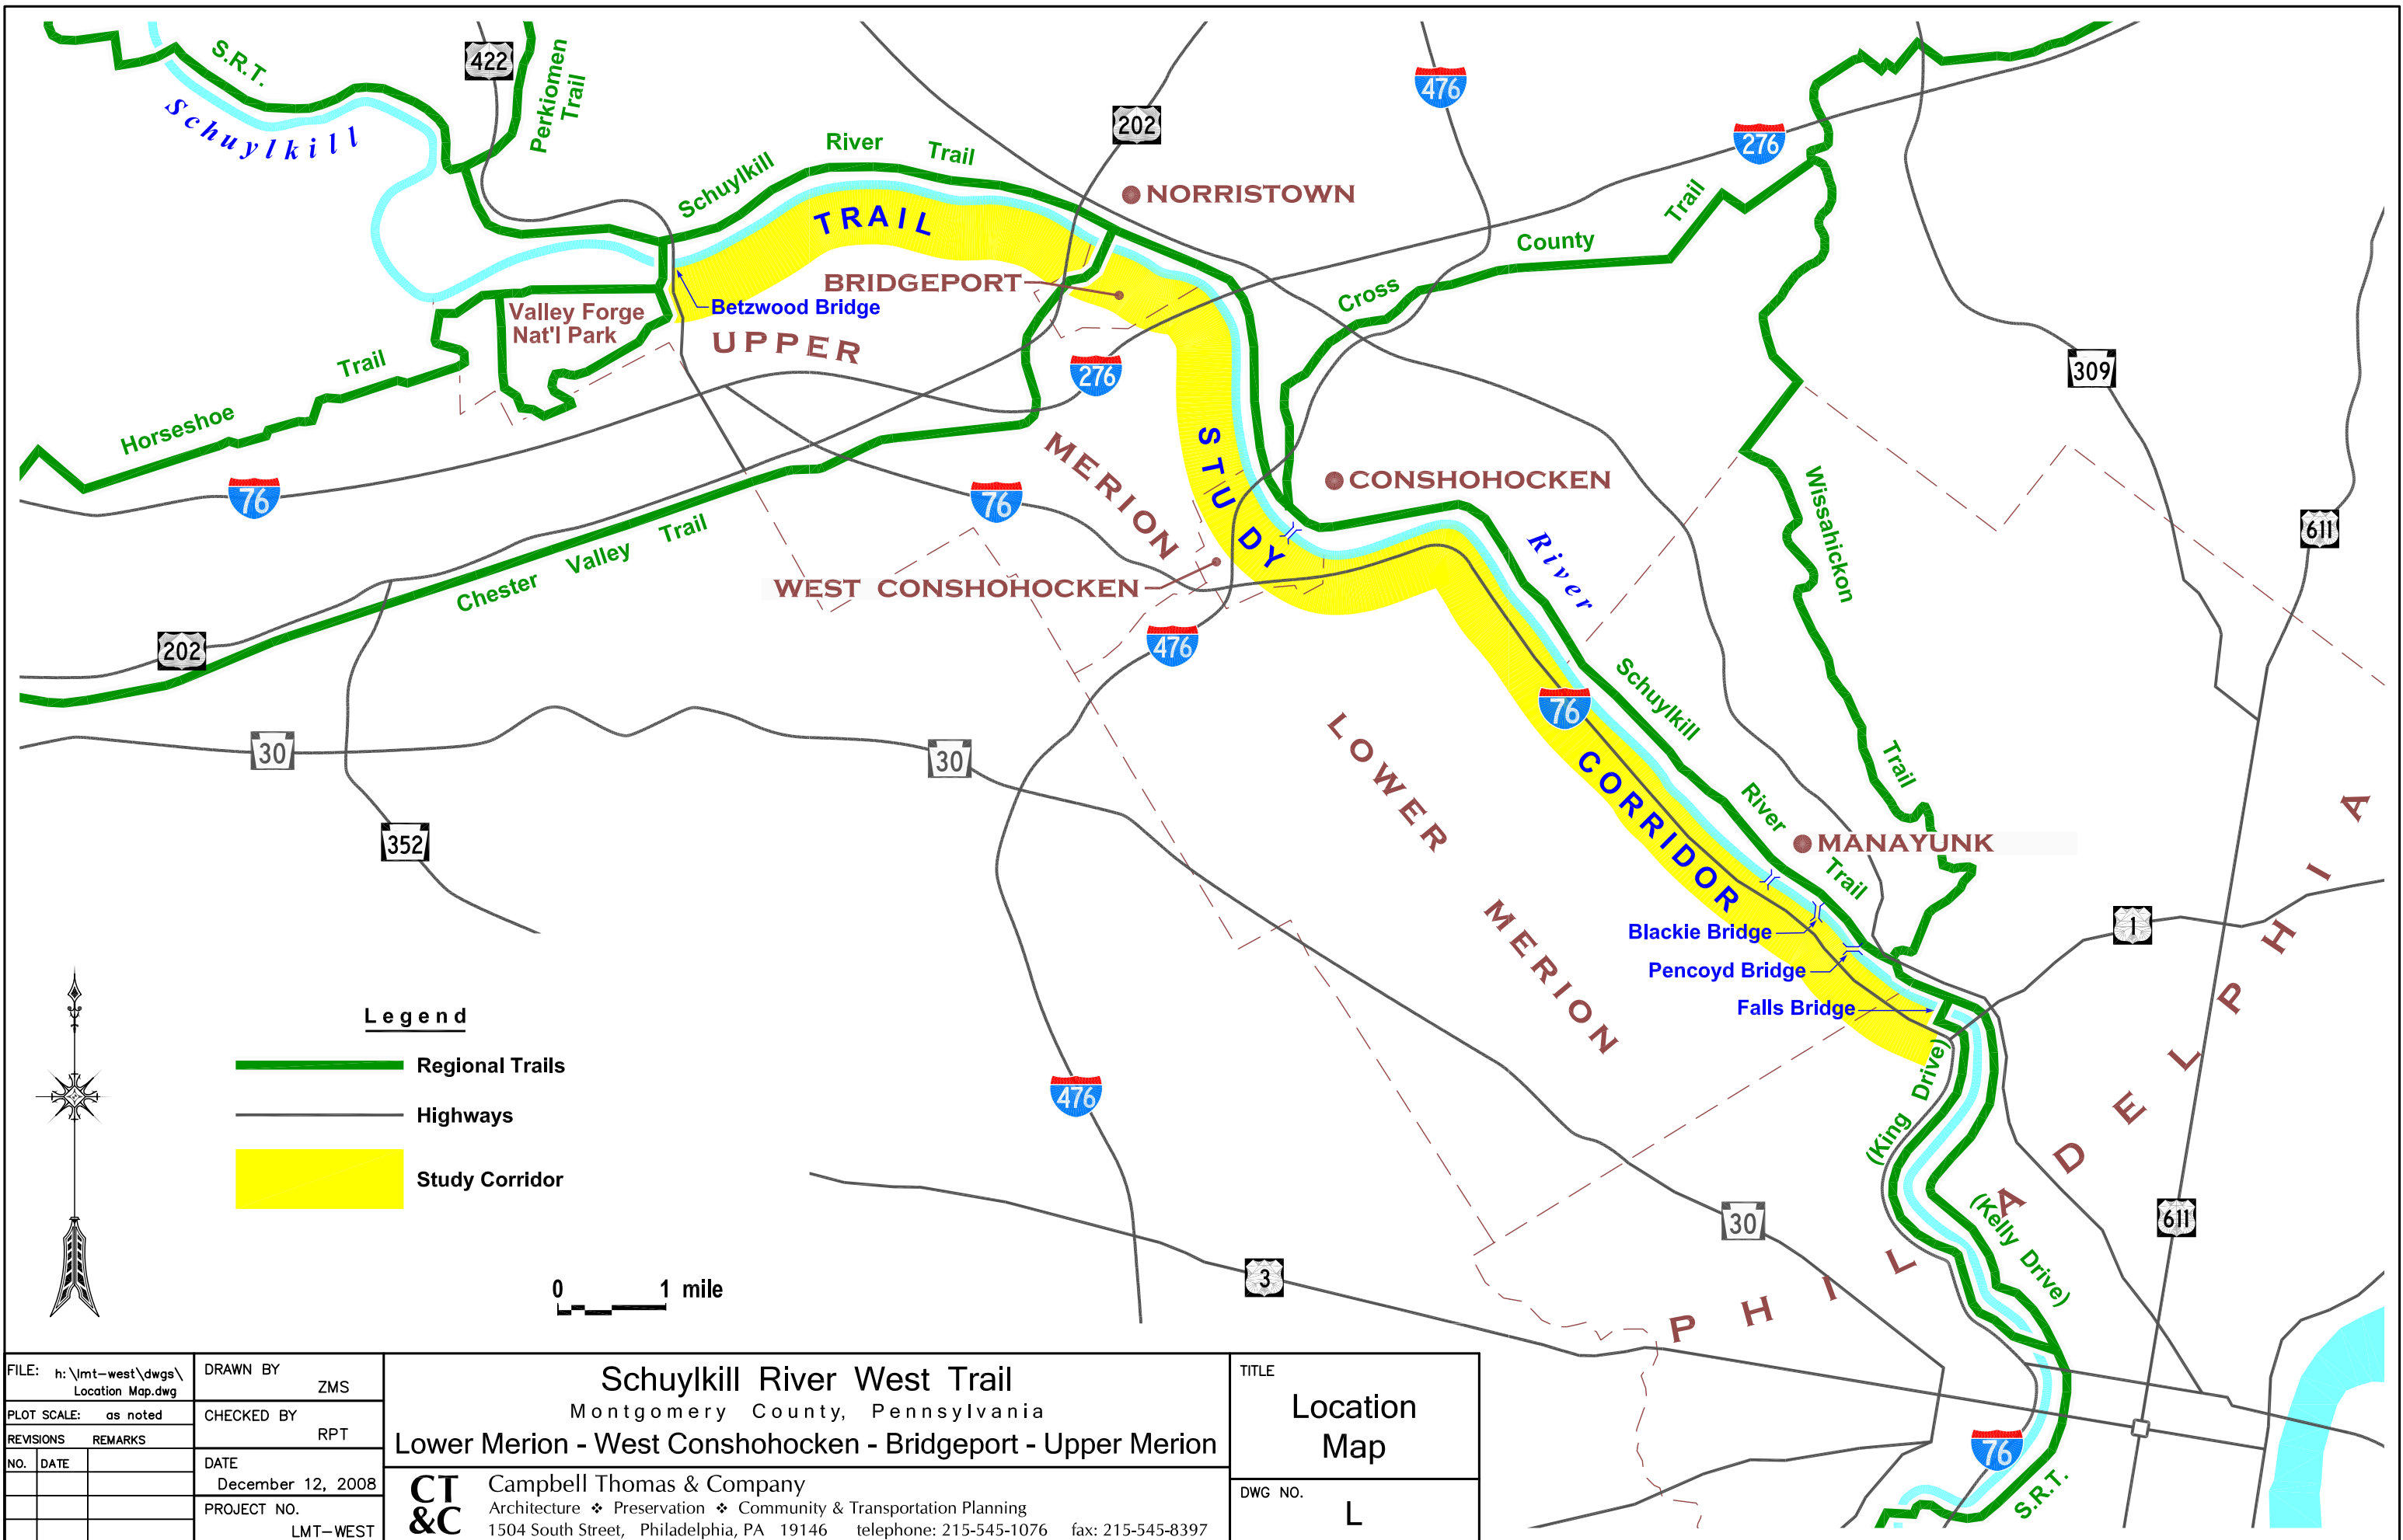 S.R.T.
Schuylkill
422
Perkiomen
Trail
Schuylkill River Trail
202
476
276
NORRISTOWN
TRAIL
BRIDGEPORT
Betzwood Bridge
Valley Forge
Nat'l Park
UPPER
MERION
276
Cross County Trail
309
Horseshoe Trail
76
76
STUDY
CONSHOHOCKEN
Wissahickon Trail
611
River
Chester Valley Trail
WEST CONSHOHOCKEN
202
476
Schuylkill River Trail
76
30
30
LOWER MERION
CORRIDOR
352
MANAYUNK
1
Blackie Bridge
Pencoyd Bridge
Falls Bridge
(King Drive)
(Kelly Drive)
PHILADELPHIA
476
30
611
3
76
S.R.T.
Legend
Regional Trails
Highways
Study Corridor
0 1 mile
FILE: h:\lmt-west\dwgs\
Location Map.dwg
PLOT SCALE: as noted
REVISIONS REMARKS
NO. DATE
DRAWN BY
ZMS
CHECKED BY
RPT
DATE
December 12, 2008
PROJECT NO.
LMT-WEST
Schuylkill River West Trail
Montgomery County, Pennsylvania
Lower Merion - West Conshohocken - Bridgeport - Upper Merion
CT
&C
Campbell Thomas & Company
Architecture ❖ Preservation ❖ Community & Transportation Planning
1504 South Street, Philadelphia, PA 19146 telephone: 215-545-1076 fax: 215-545-8397
TITLE
Location
Map
DWG NO.
L